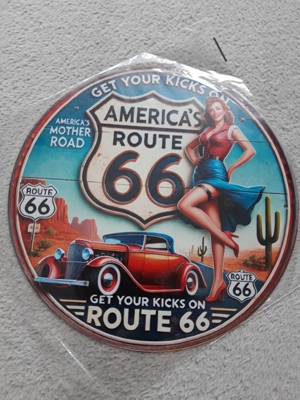 GET YOUR KICKS ON
AMERICA'S
ROUTE
66
AMERICA'S
MOTHER
ROAD
ROUTE
66
ROUTE
66
GET YOUR KICKS ON
ROUTE 66